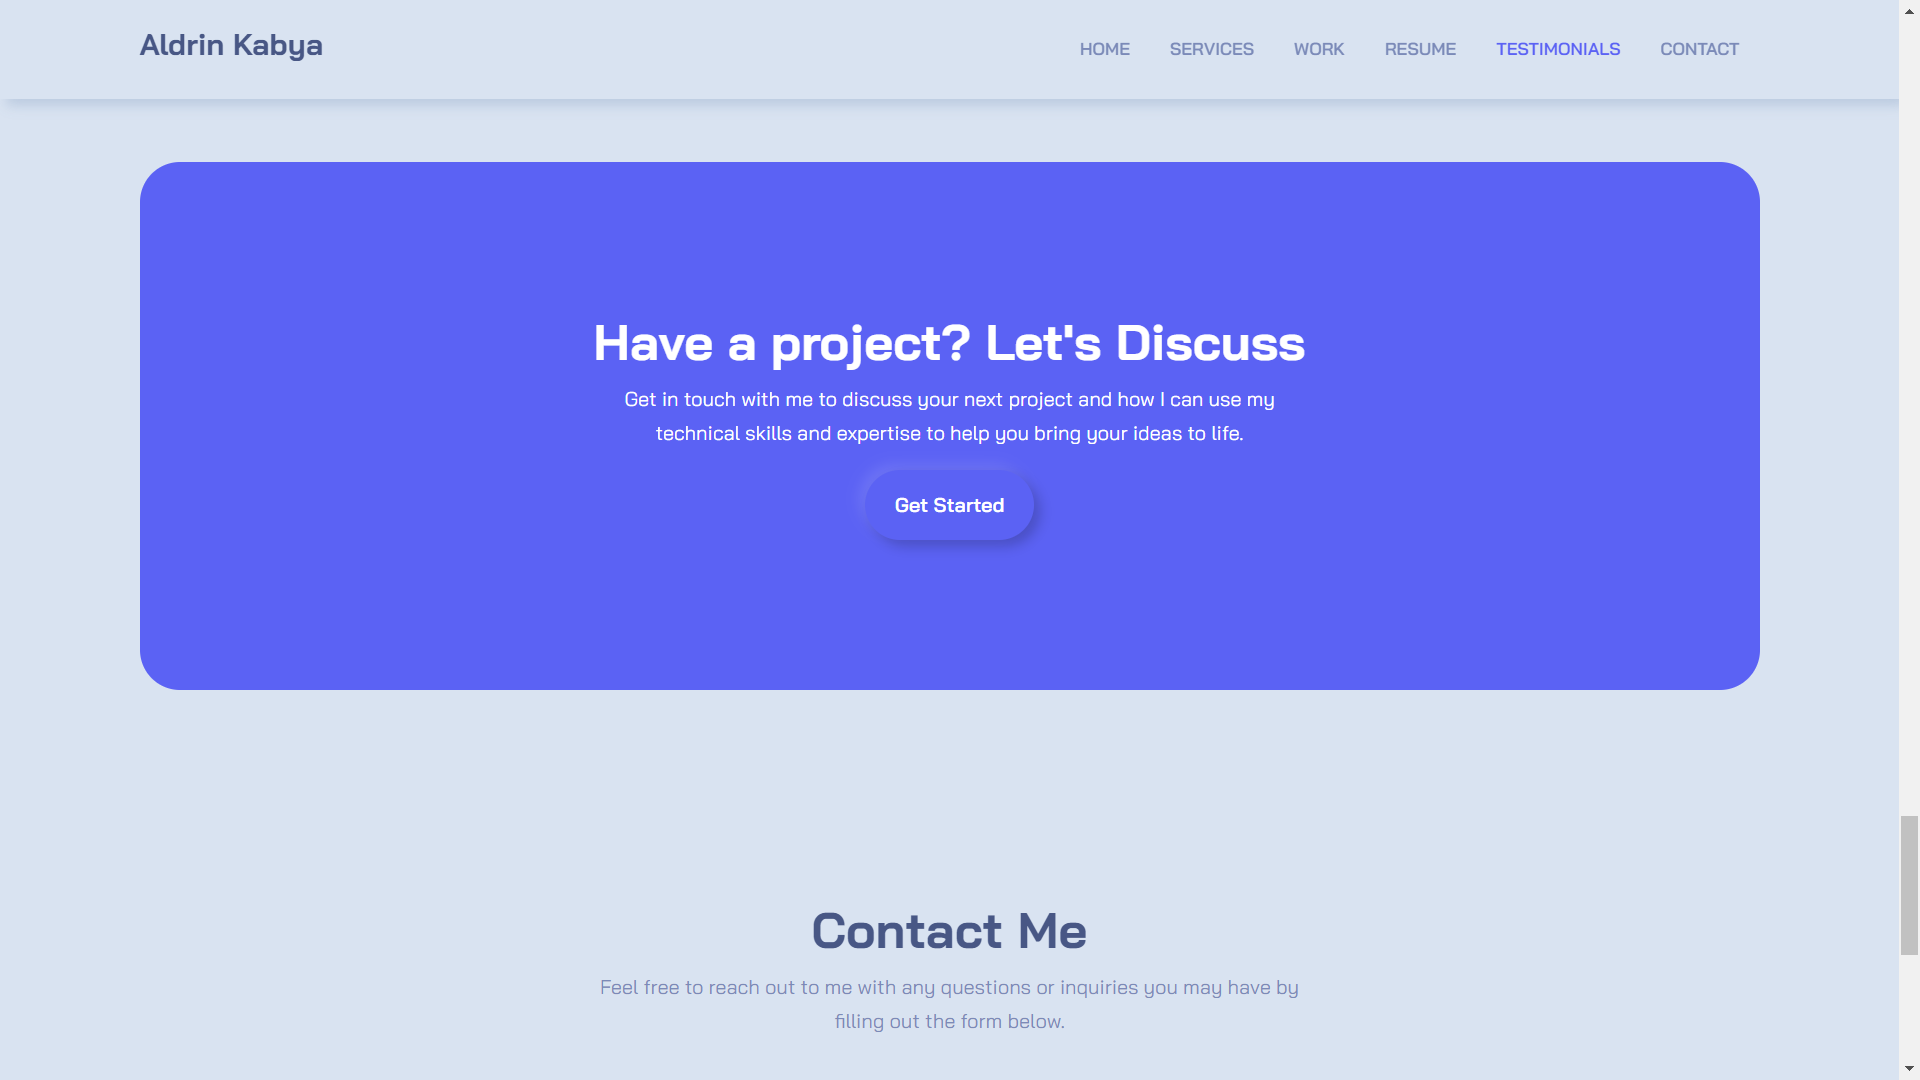 Aldrin Kabya
HOME SERVICES WORK RESUME TESTIMONIALS CONTACT
Have a project? Let's Discuss
Get in touch with me to discuss your next project and how I can use my
technical skills and expertise to help you bring your ideas to life.
Get Started
Contact Me
Feel free to reach out to me with any questions or inquiries you may have by
filling out the form below.